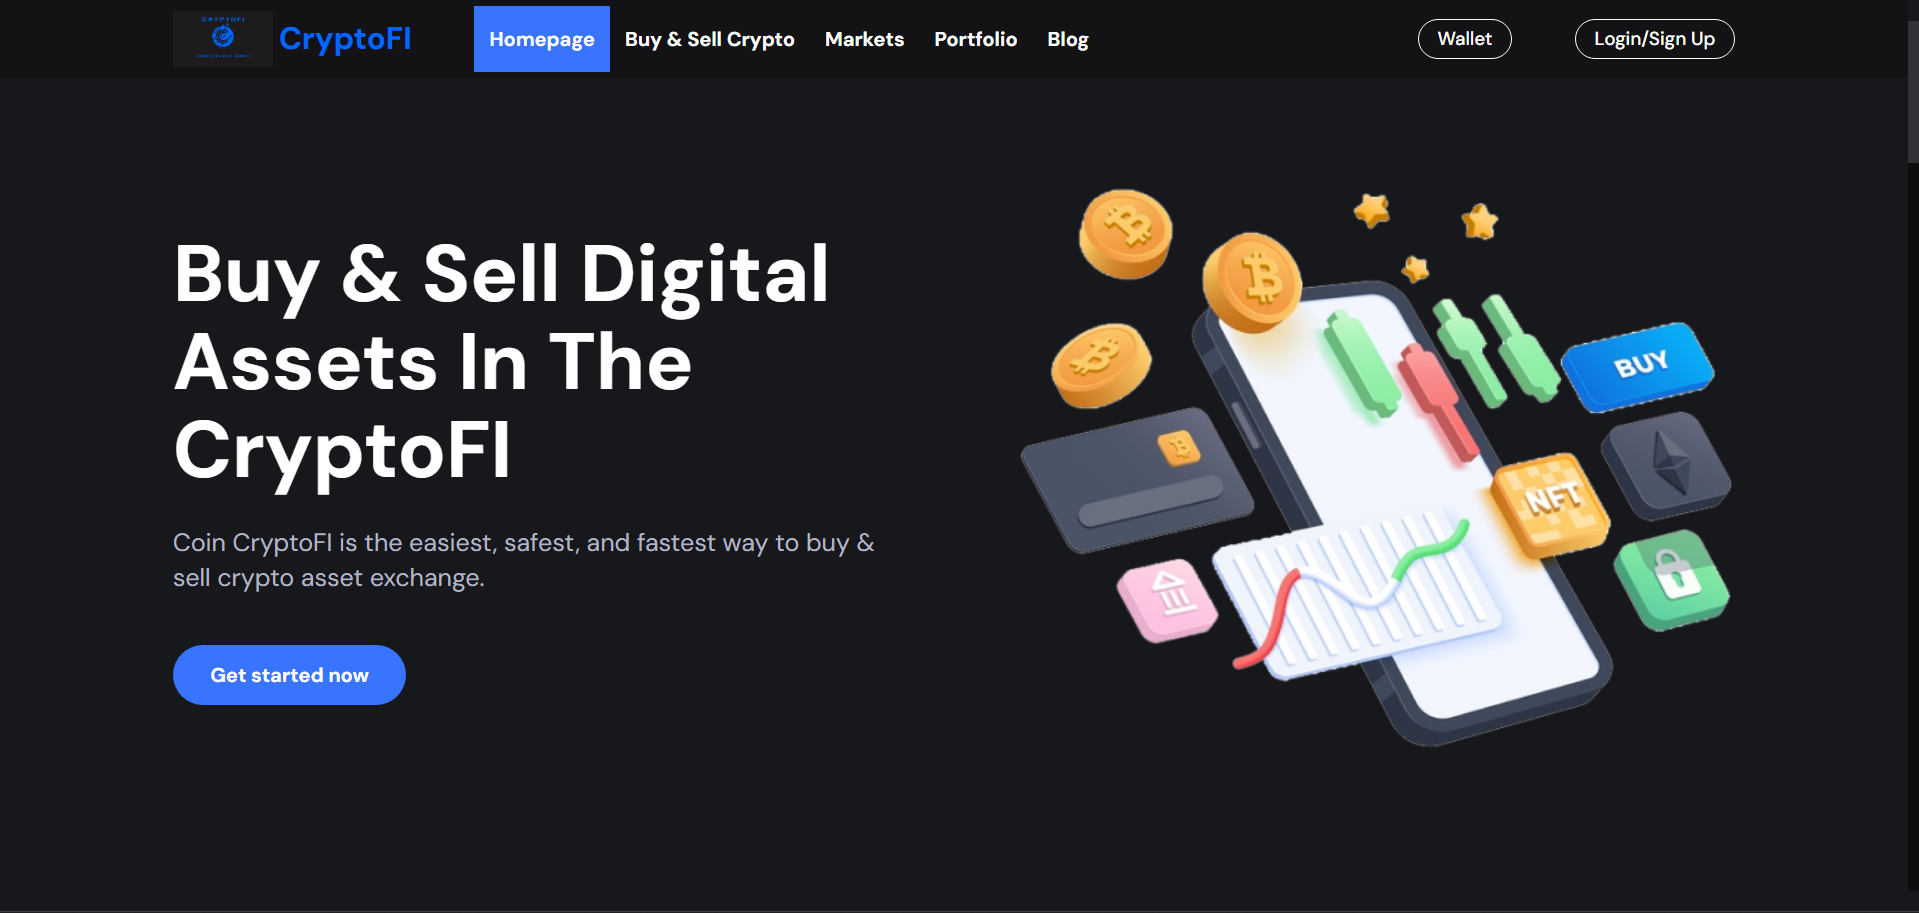 CRYPTOFI
CryptoFI
Homepage
Buy & Sell Crypto
Markets
Portfolio
Blog
Wallet
Login/Sign Up
Buy & Sell Digital
Assets In The
CryptoFI
Coin CryptoFI is the easiest, safest, and fastest way to buy &
sell crypto asset exchange.
Get started now
BUY
NFT